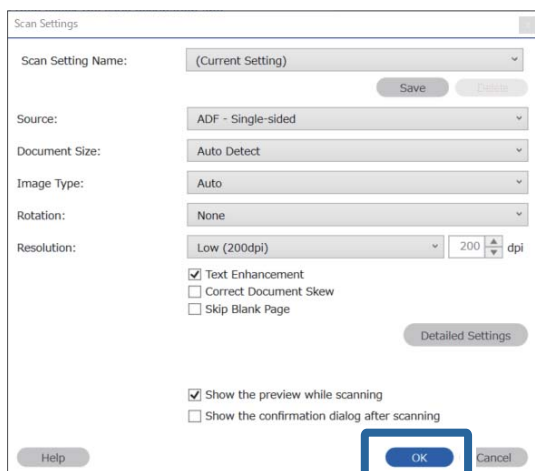 Scan Settings
x
Scan Setting Name: (Current Setting)
Save Delete
Source: ADF - Single-sided
Document Size: Auto Detect
Image Type: Auto
Rotation: None
Resolution: Low (200dpi) 200 dpi
Text Enhancement
Correct Document Skew
Skip Blank Page
Detailed Settings
Show the preview while scanning
Show the confirmation dialog after scanning
Help OK Cancel